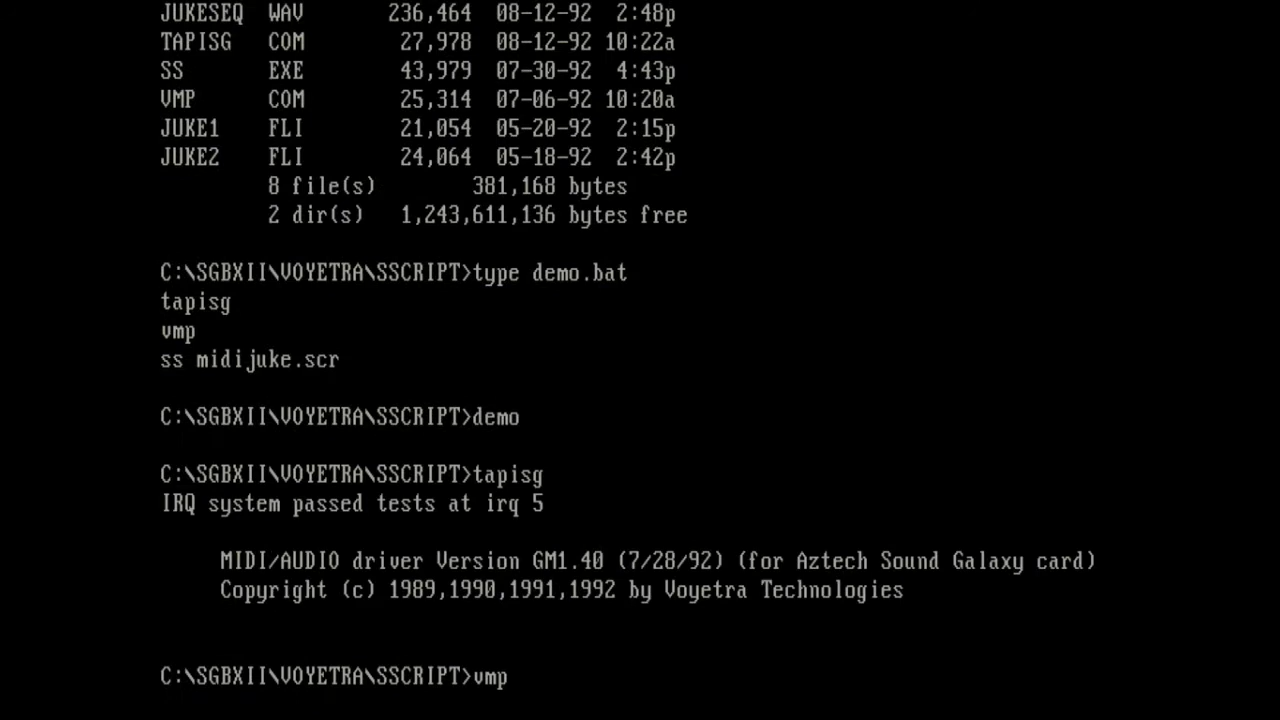 JUKESEQ  WAV       236,464  08-12-92  2:48p
TAPISG   COM        27,978  08-12-92 10:22a
SS       EXE        43,979  07-30-92  4:43p
VMP      COM        25,314  07-06-92 10:20a
JUKE1    FLI        21,054  05-20-92  2:15p
JUKE2    FLI        24,064  05-18-92  2:42p
         8 file(s)        381,168 bytes
         2 dir(s)   1,243,611,136 bytes free
C:\SGBXII\VOYETRA\SSCRIPT>type demo.bat
tapisg
vmp
ss midijuke.scr
C:\SGBXII\VOYETRA\SSCRIPT>demo
C:\SGBXII\VOYETRA\SSCRIPT>tapisg
IRQ system passed tests at irq 5
     MIDI/AUDIO driver Version GM1.40 (7/28/92) (for Aztech Sound Galaxy card)
     Copyright (c) 1989,1990,1991,1992 by Voyetra Technologies
C:\SGBXII\VOYETRA\SSCRIPT>vmp